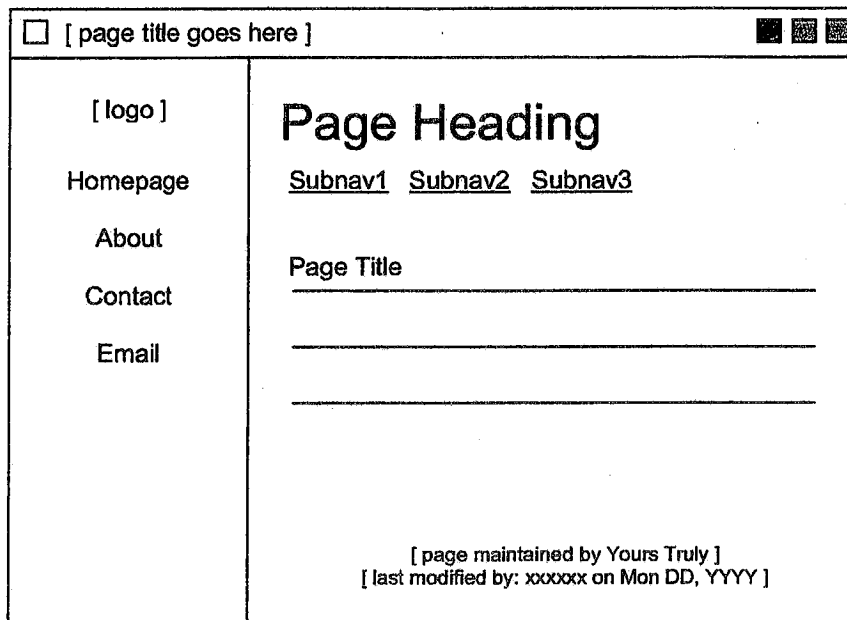 [ page title goes here ]
[ logo ]
Homepage
About
Contact
Email
Page Heading
Subnav1 Subnav2 Subnav3
Page Title
[ page maintained by Yours Truly ]
[ last modified by: xxxxxx on Mon DD, YYYY ]